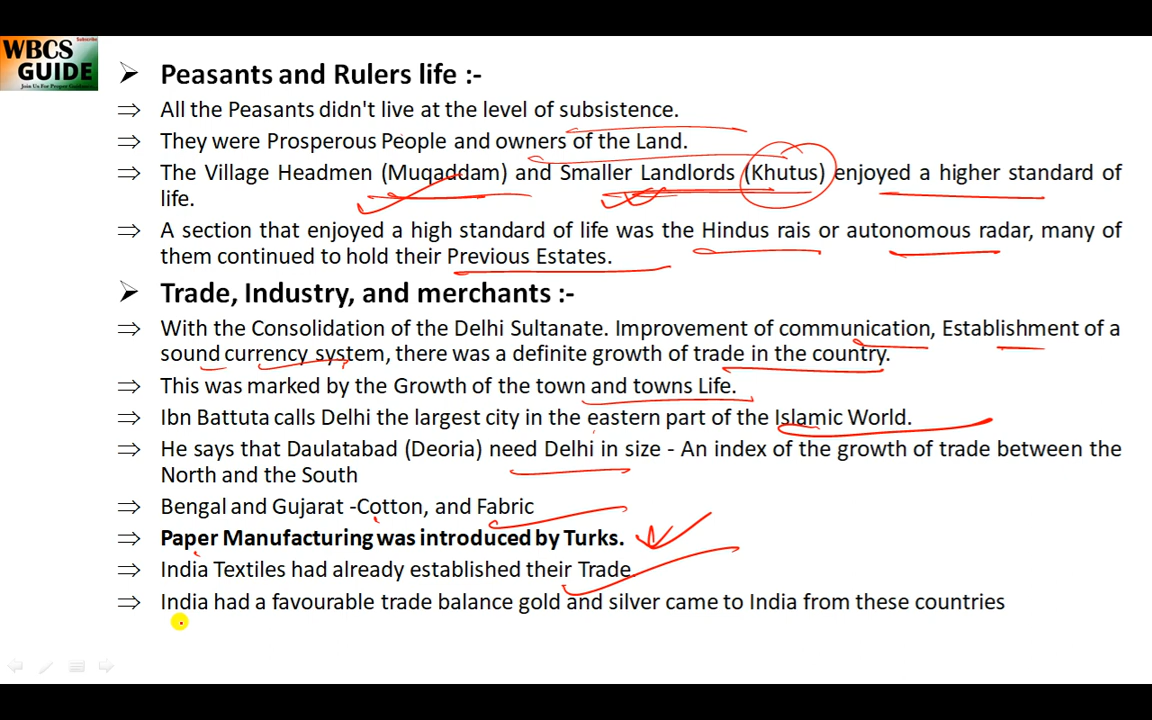 Subscribe
WBCS
GUIDE
Peasants and Rulers life :-
All the Peasants didn't live at the level of subsistence.
They were Prosperous People and owners of the Land.
The Village Headmen (Muqaddam) and Smaller Landlords (Khutus) enjoyed a higher standard of
life.
A section that enjoyed a high standard of life was the Hindus rais or autonomous radar, many of
them continued to hold their Previous Estates.
Trade, Industry, and merchants :-
With the Consolidation of the Delhi Sultanate. Improvement of communication, Establishment of a
sound currency system, there was a definite growth of trade in the country.
This was marked by the Growth of the town and towns Life.
Ibn Battuta calls Delhi the largest city in the eastern part of the Islamic World.
He says that Daulatabad (Deoria) need Delhi in size - An index of the growth of trade between the
North and the South
Bengal and Gujarat -Cotton, and Fabric
Paper Manufacturing was introduced by Turks.
India Textiles had already established their Trade.
India had a favourable trade balance gold and silver came to India from these countries